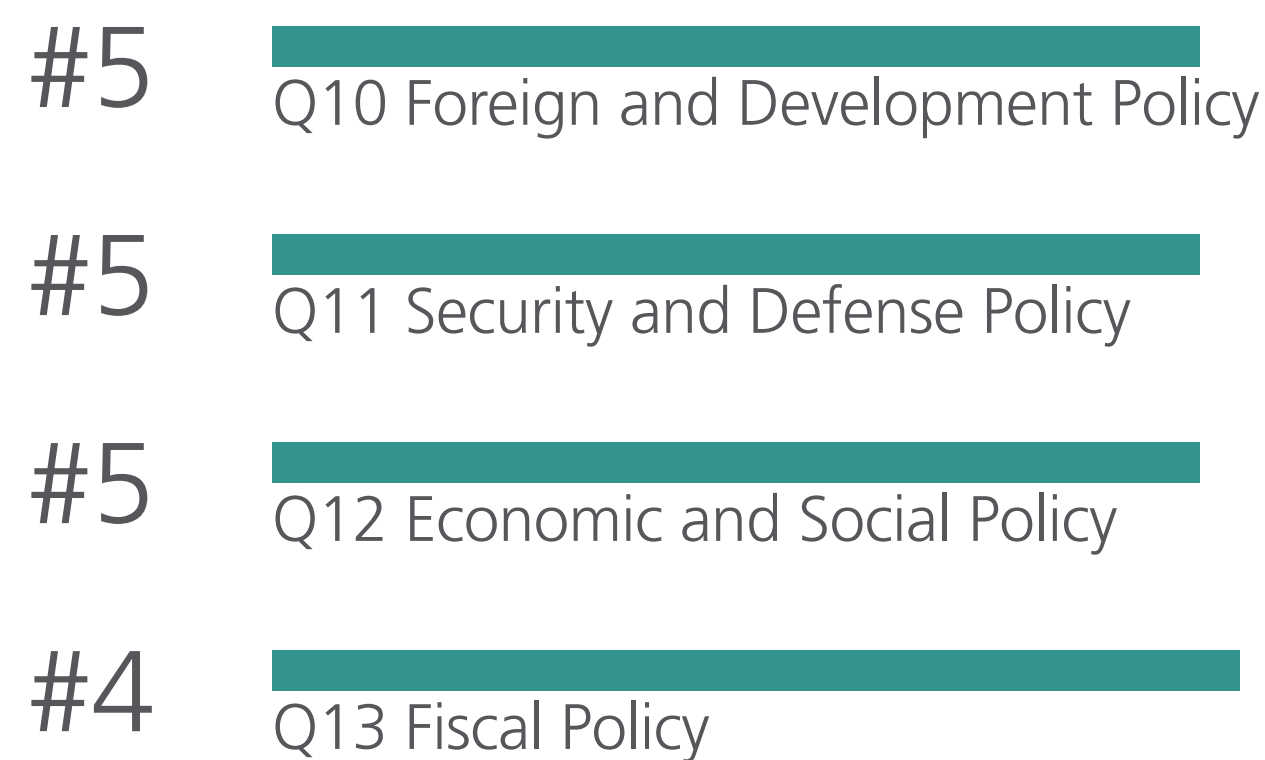 #5
Q10 Foreign and Development Policy
#5
Q11 Security and Defense Policy
#5
Q12 Economic and Social Policy
#4
Q13 Fiscal Policy